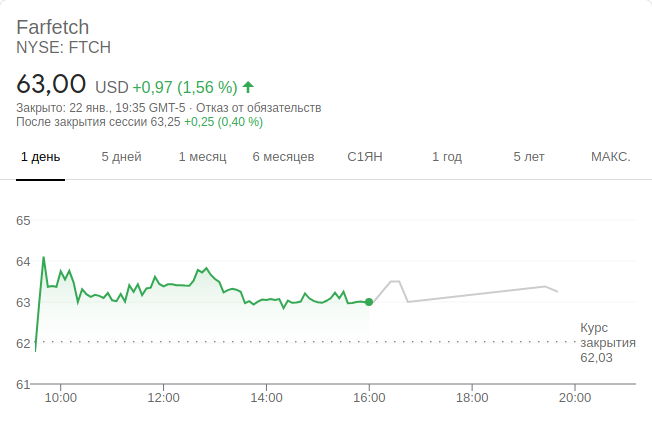 Farfetch
NYSE: FTCH
63,00 USD +0,97 (1,56 %)
Закрыто: 22 янв., 19:35 GMT-5 · Отказ от обязательств
После закрытия сессии 63,25 +0,25 (0,40 %)
1 день 5 дней 1 месяц 6 месяцев С1ЯН 1 год 5 лет МАКС.
65
64
63
62
61
Курс
закрытия
62,03
10:00 12:00 14:00 16:00 18:00 20:00